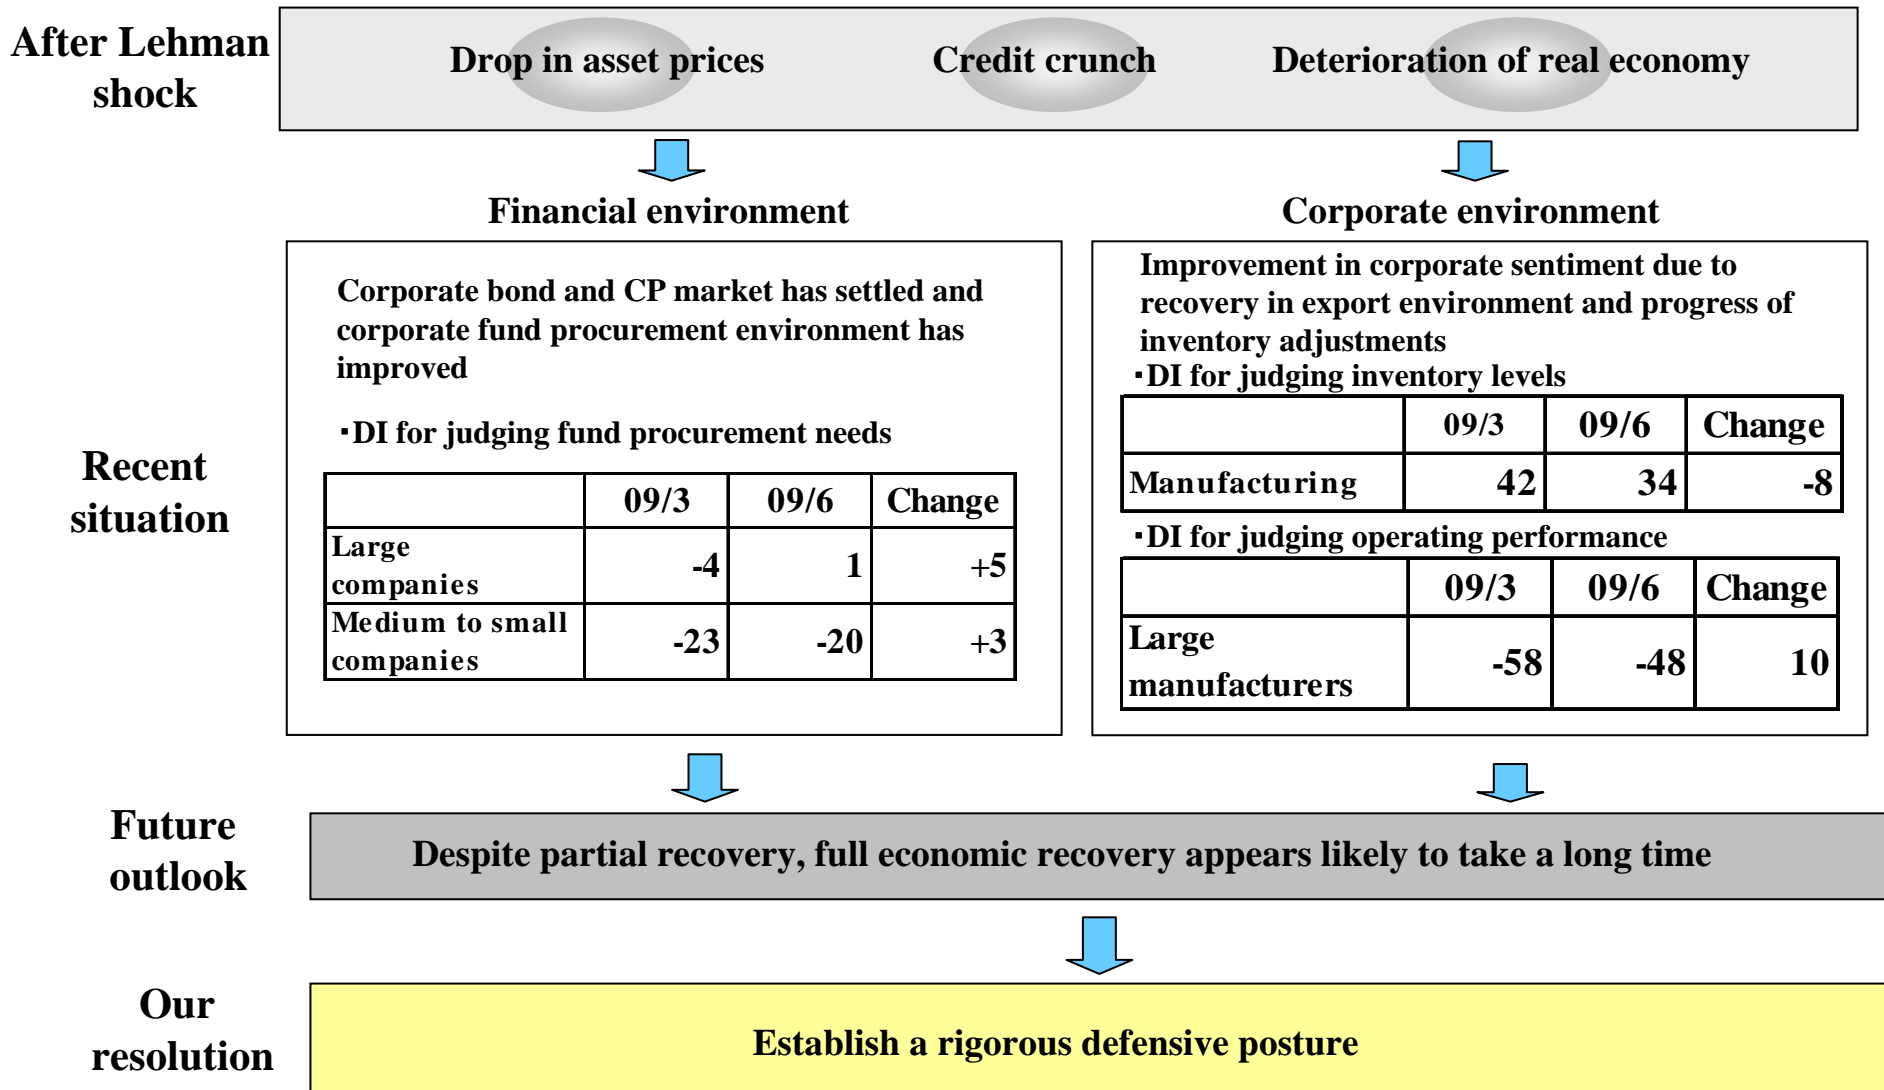 After Lehman
shock
Drop in asset prices
Credit crunch
Deterioration of real economy
Financial environment
Corporate environment
Recent
situation
Corporate bond and CP market has settled and
corporate fund procurement environment has
improved
・DI for judging fund procurement needs
09/3 09/6 Change
Large
companies
-4 1 +5
Medium to small
companies
-23 -20 +3
Improvement in corporate sentiment due to
recovery in export environment and progress of
inventory adjustments
・DI for judging inventory levels
09/3 09/6 Change
Manufacturing 42 34 -8
・DI for judging operating performance
09/3 09/6 Change
Large
manufacturers
-58 -48 10
Future
outlook
Despite partial recovery, full economic recovery appears likely to take a long time
Our
resolution
Establish a rigorous defensive posture